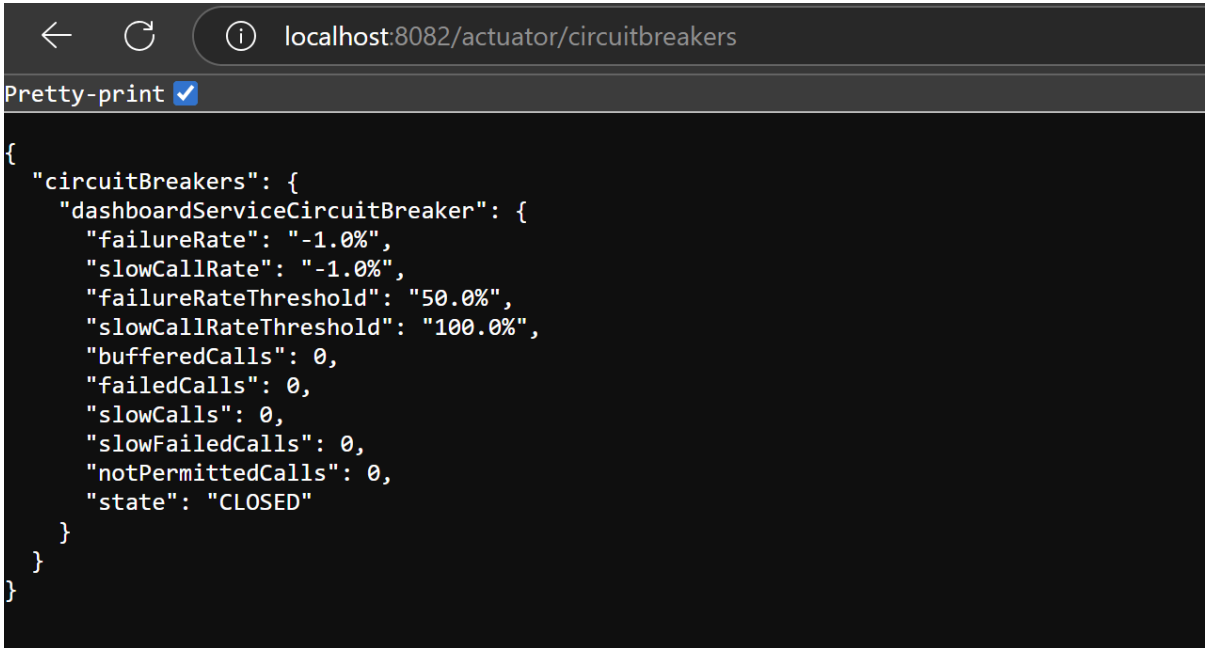 localhost:8082/actuator/circuitbreakers
Pretty-print
{
  "circuitBreakers": {
    "dashboardServiceCircuitBreaker": {
      "failureRate": "-1.0%",
      "slowCallRate": "-1.0%",
      "failureRateThreshold": "50.0%",
      "slowCallRateThreshold": "100.0%",
      "bufferedCalls": 0,
      "failedCalls": 0,
      "slowCalls": 0,
      "slowFailedCalls": 0,
      "notPermittedCalls": 0,
      "state": "CLOSED"
    }
  }
}